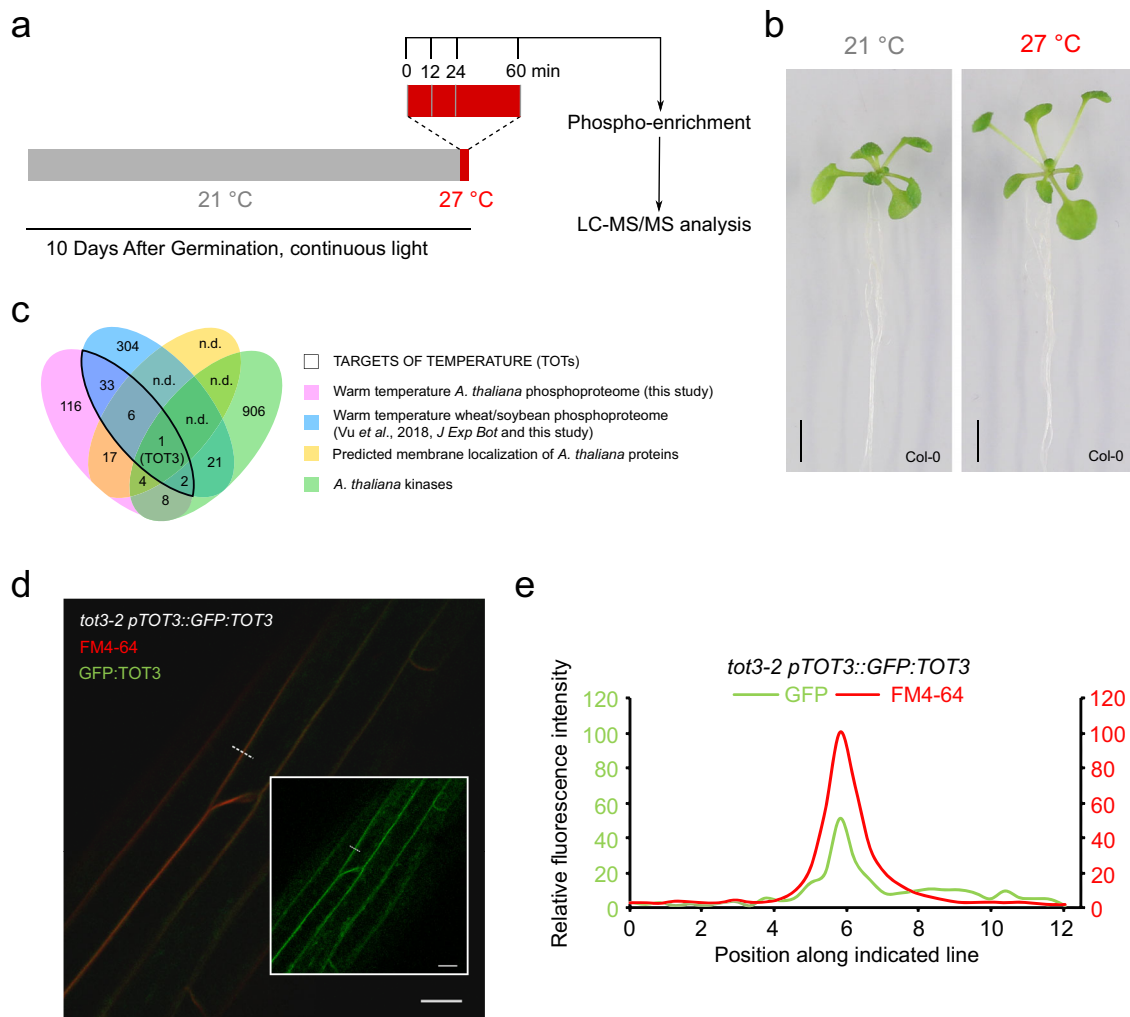 a
0 12 24 60 min
Phospho-enrichment
21 °C
27 °C
LC-MS/MS analysis
10 Days After Germination, continuous light
b
21 °C
27 °C
Col-0
Col-0
c
304
n.d.
33
n.d.
n.d.
116
6
n.d.
906
1
(TOT3)
17
21
4
2
8
TARGETS OF TEMPERATURE (TOTs)
Warm temperature A. thaliana phosphoproteome (this study)
Warm temperature wheat/soybean phosphoproteome
(Vu et al., 2018, J Exp Bot and this study)
Predicted membrane localization of A. thaliana proteins
A. thaliana kinases
d
tot3-2 pTOT3::GFP:TOT3
FM4-64
GFP:TOT3
e
tot3-2 pTOT3::GFP:TOT3
GFP
FM4-64
Relative fluorescence intensity
120
100
80
60
40
20
0
120
100
80
60
40
20
0
0 2 4 6 8 10 12
Position along indicated line